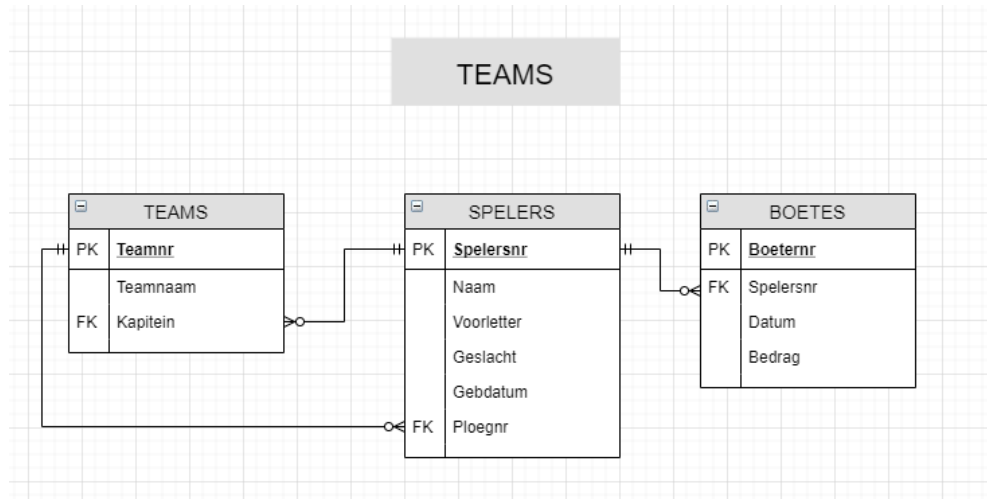 TEAMS
TEAMS
PK Teamnr
Teamnaam
FK Kapitein
SPELERS
PK Spelersnr
Naam
Voorletter
Geslacht
Gebdatum
FK Ploegnr
BOETES
PK Boeternr
FK Spelersnr
Datum
Bedrag